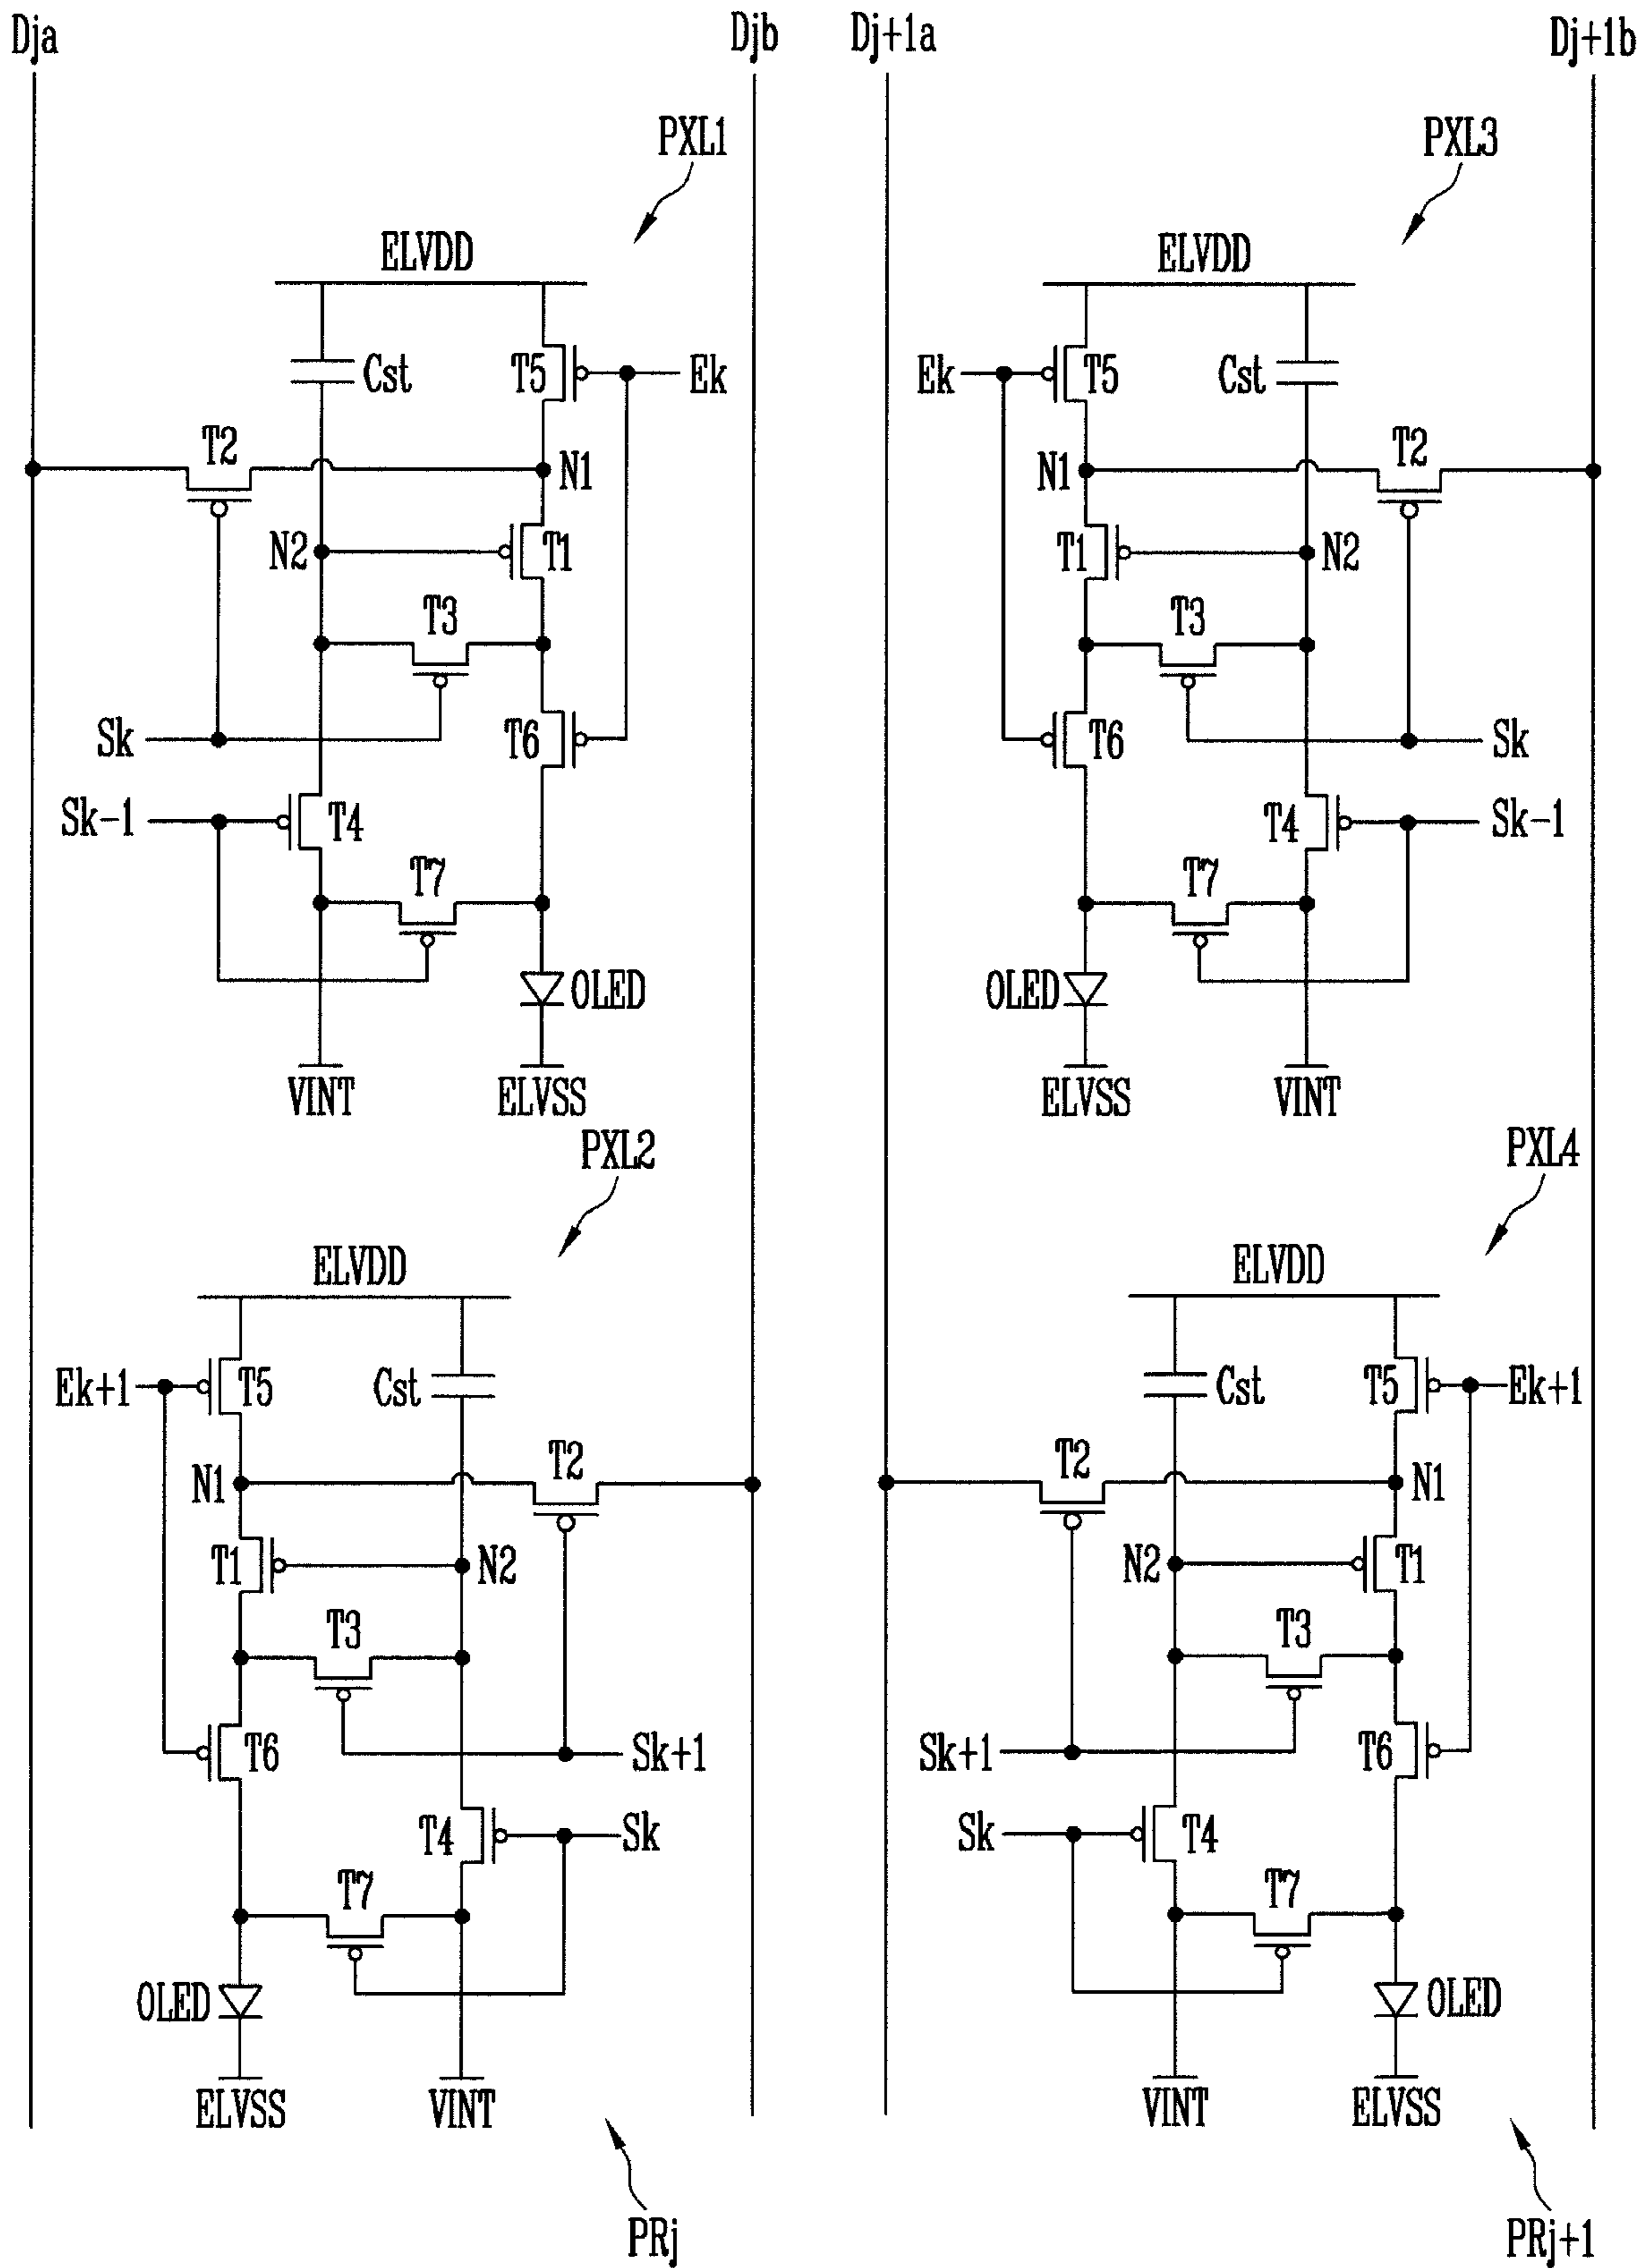 Dja Djb Dj+1a Dj+1b
PXL1 PXL3
ELVDD ELVDD
Cst T5 Ek Ek T5 Cst
T2 N1 N1 T2
N2 T1 T1 N2
T3 T3
Sk T6 T6 Sk
Sk-1 T4 T4 Sk-1
T7 T7
OLED OLED
VINT ELVSS ELVSS VINT
PXL2 PXL4
ELVDD ELVDD
Ek+1 T5 Cst Cst T5 Ek+1
N1 T2 T2 N1
T1 N2 N2 T1
T3 T3
T6 Sk+1 Sk+1 T6
T4 Sk Sk T4
T7 T7
OLED OLED
ELVSS VINT VINT ELVSS
PRj PRj+1